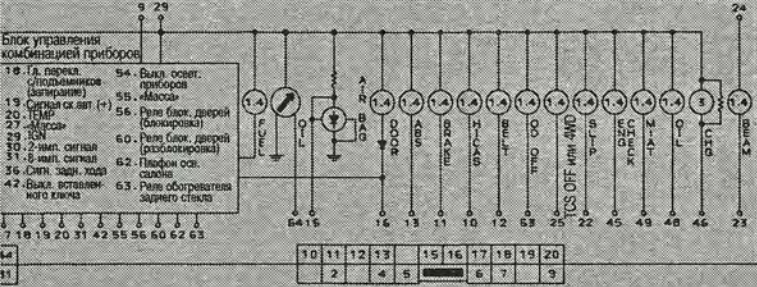 9 29 24
Блок управления
комбинацией приборов
18. Гл. перекл.
с/подъемников
(запирание)
19. Сигнал ск.авт. (+)
20. TEMP
27. «Масса»
29. IGN
30. 2-имп. сигнал
31. 8-имп. сигнал
36. Сигн. задн. хода
42. Выкл. вставлен-
ного ключа
54. Выкл. освет.
приборов
55. «Масса»
56. Реле блок. дверей
(блокировка)
60. Реле блок. дверей
(разблокировка)
62. Плафон осв.
салона
63. Реле обогревателя
заднего стекла
1.4 1.4 1.4 1.4 1.4 1.4 1.4 1.4 1.4 1.4 1.4 1.4 3 1.4
FUEL
OIL
AIR BAG
DOOR
ABS
BRAKE
HICAS
BELT
OD OFF
TCS OFF или 4WD
SLIP
ENG CHECK
M/AT
OIL
CHG
BEAM
7 18 19 20 31 42 55 56 60 62 63
64 15 16 13 11 10 12 63 25 22 45 49 48 46 23
10 11 12 13 15 16 17 18 19 20
2 4 5 6 7 9